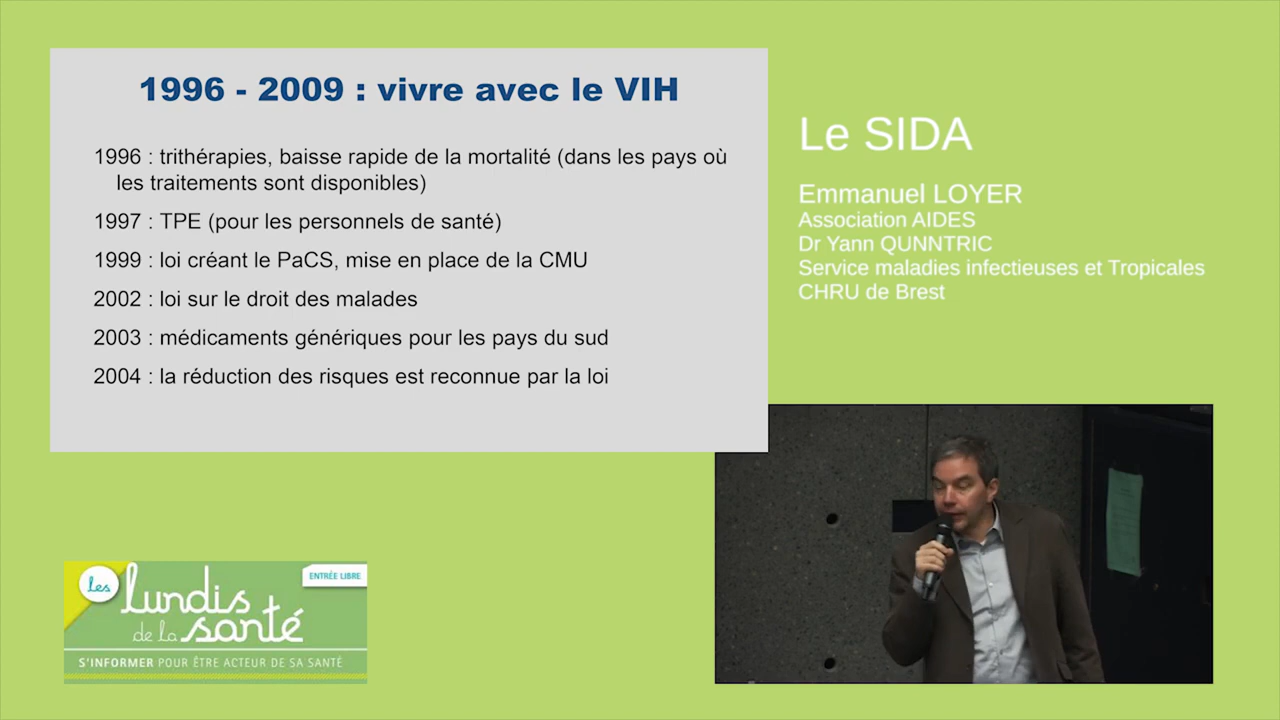 1996 - 2009 : vivre avec le VIH
1996 : trithérapies, baisse rapide de la mortalité (dans les pays où
les traitements sont disponibles)
1997 : TPE (pour les personnels de santé)
1999 : loi créant le PaCS, mise en place de la CMU
2002 : loi sur le droit des malades
2003 : médicaments génériques pour les pays du sud
2004 : la réduction des risques est reconnue par la loi
Le SIDA
Emmanuel LOYER
Association AIDES
Dr Yann QUNNTRIC
Service maladies infectieuses et Tropicales
CHRU de Brest
les
ENTRÉE LIBRE
lundis
de la santé
S'INFORMER POUR ÊTRE ACTEUR DE SA SANTÉ